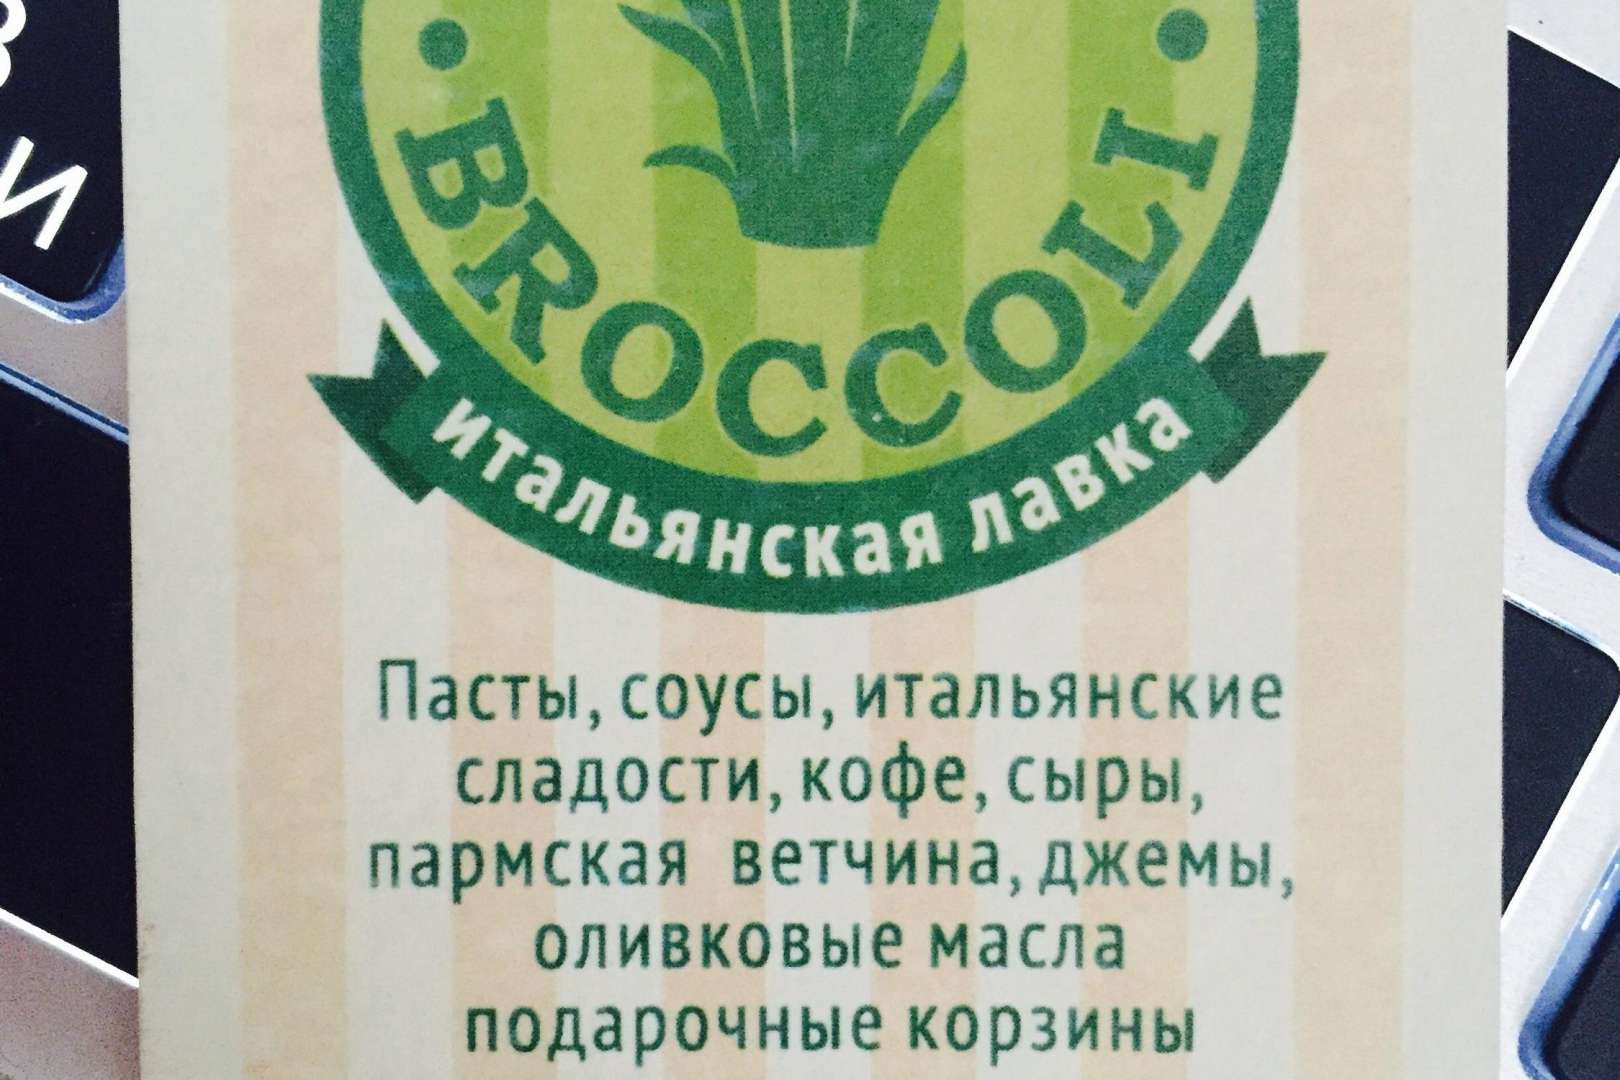 В
И
BROCCOLI
итальянская лавка
Пасты, соусы, итальянские
сладости, кофе, сыры,
пармская ветчина, джемы,
оливковые масла
подарочные корзины